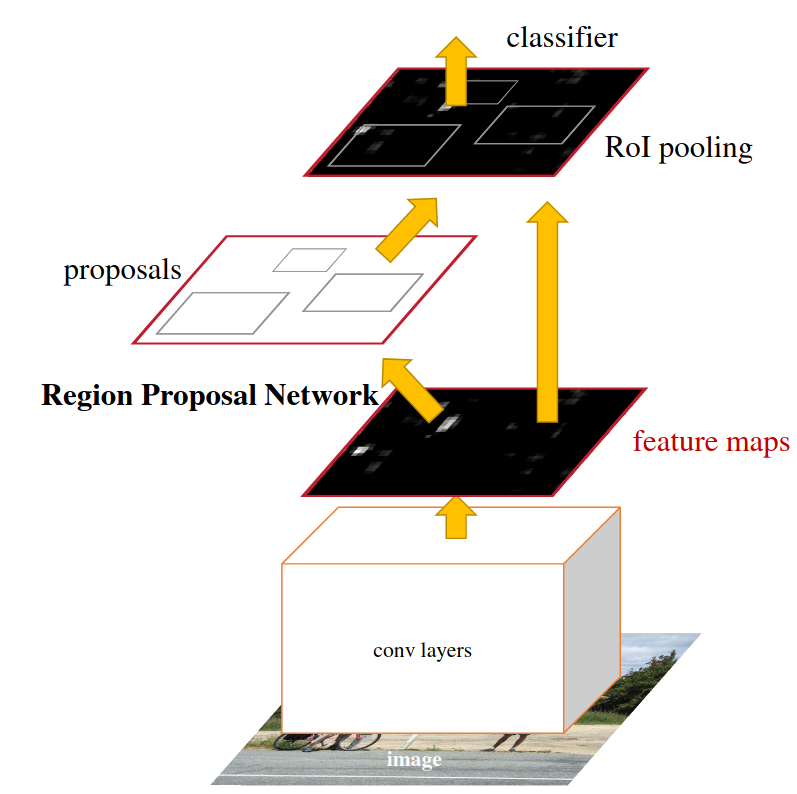 classifier
RoI pooling
proposals
Region Proposal Network
feature maps
conv layers
image